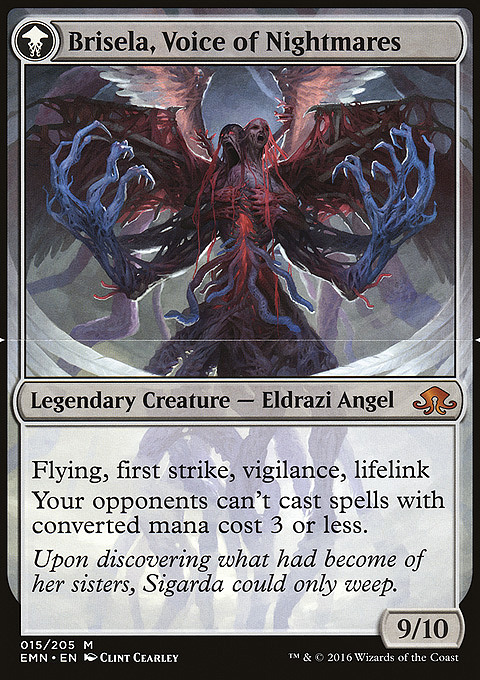 Brisela, Voice of Nightmares
Legendary Creature — Eldrazi Angel
Flying, first strike, vigilance, lifelink
Your opponents can't cast spells with
converted mana cost 3 or less.
Upon discovering what had become of
her sisters, Sigarda could only weep.
9/10
015/205 M
EMN • EN Clint Cearley
™ & © 2016 Wizards of the Coast